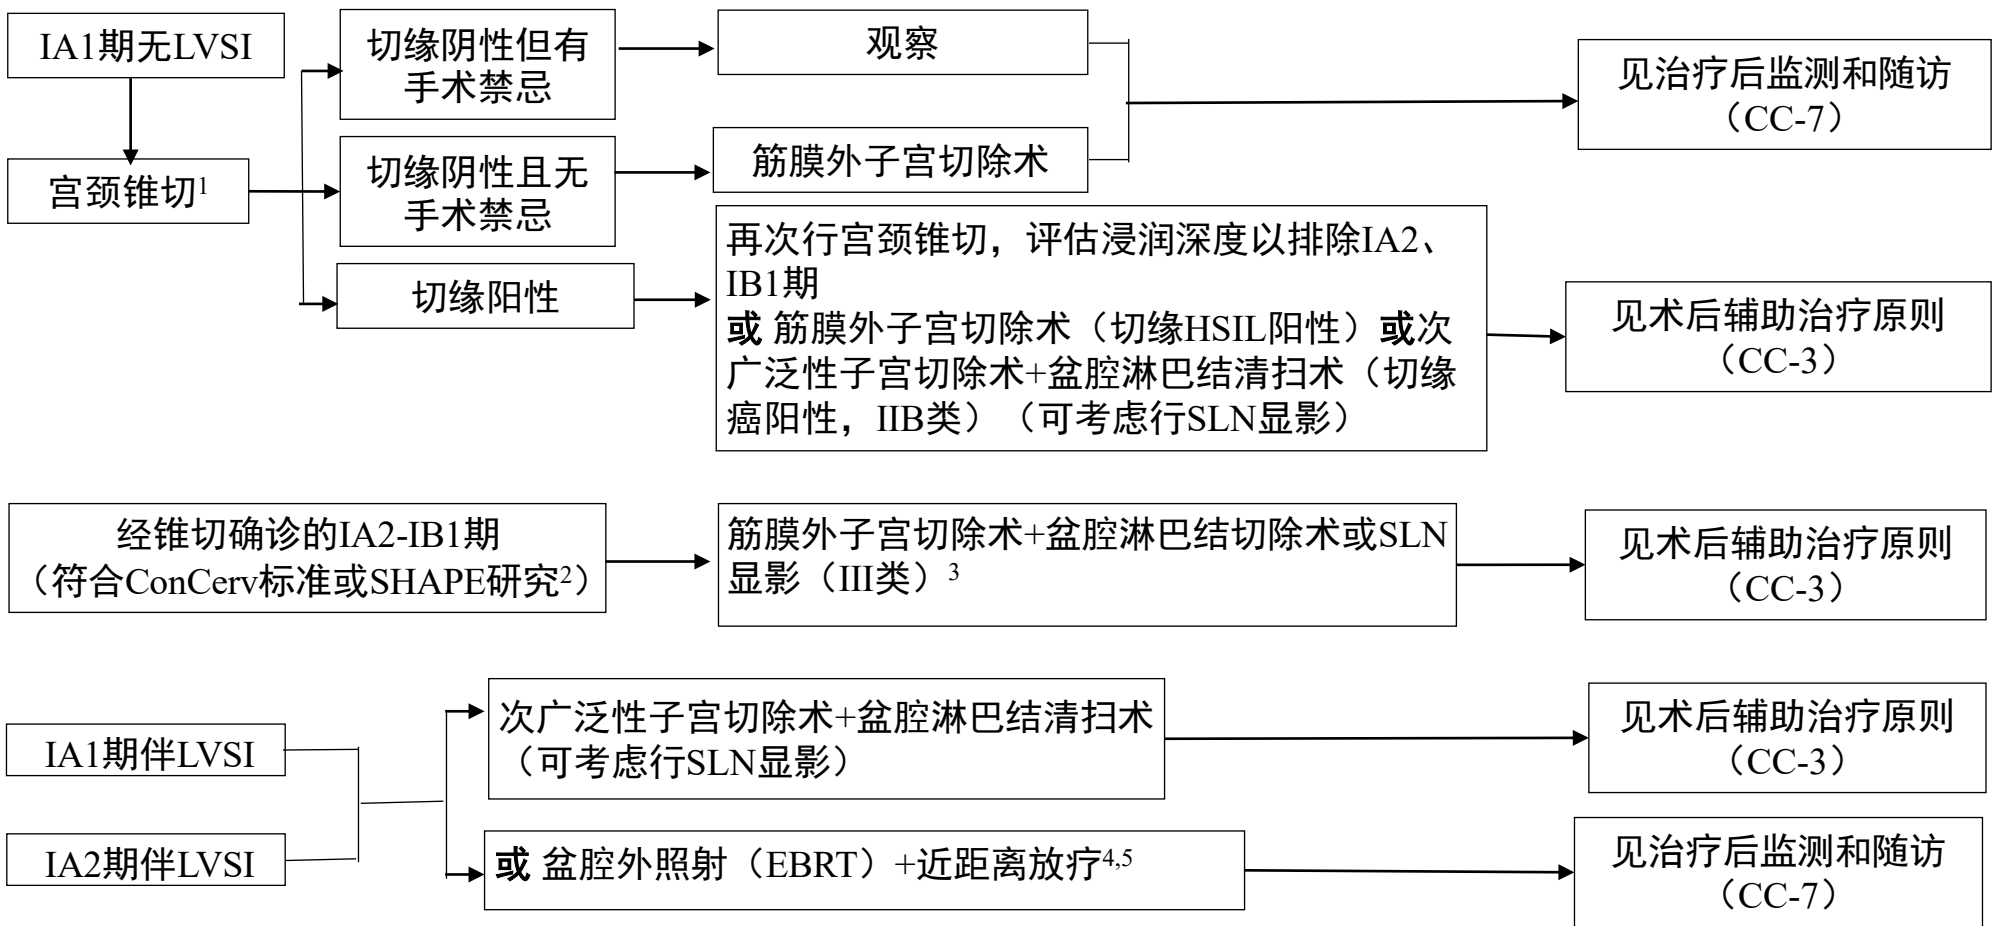 IA1期无LVSI
宫颈锥切1
切缘阴性但有
手术禁忌
观察
切缘阴性且无
手术禁忌
筋膜外子宫切除术
见治疗后监测和随访
（CC-7）
切缘阳性
再次行宫颈锥切，评估浸润深度以排除IA2、
IB1期
或 筋膜外子宫切除术（切缘HSIL阳性）或次
广泛性子宫切除术+盆腔淋巴结清扫术（切缘
癌阳性，IIB类）（可考虑行SLN显影）
见术后辅助治疗原则
（CC-3）
经锥切确诊的IA2-IB1期
（符合ConCerv标准或SHAPE研究2）
筋膜外子宫切除术+盆腔淋巴结切除术或SLN
显影（III类）3
见术后辅助治疗原则
（CC-3）
IA1期伴LVSI
IA2期伴LVSI
次广泛性子宫切除术+盆腔淋巴结清扫术
（可考虑行SLN显影）
见术后辅助治疗原则
（CC-3）
或 盆腔外照射（EBRT）+近距离放疗4,5
见治疗后监测和随访
（CC-7）